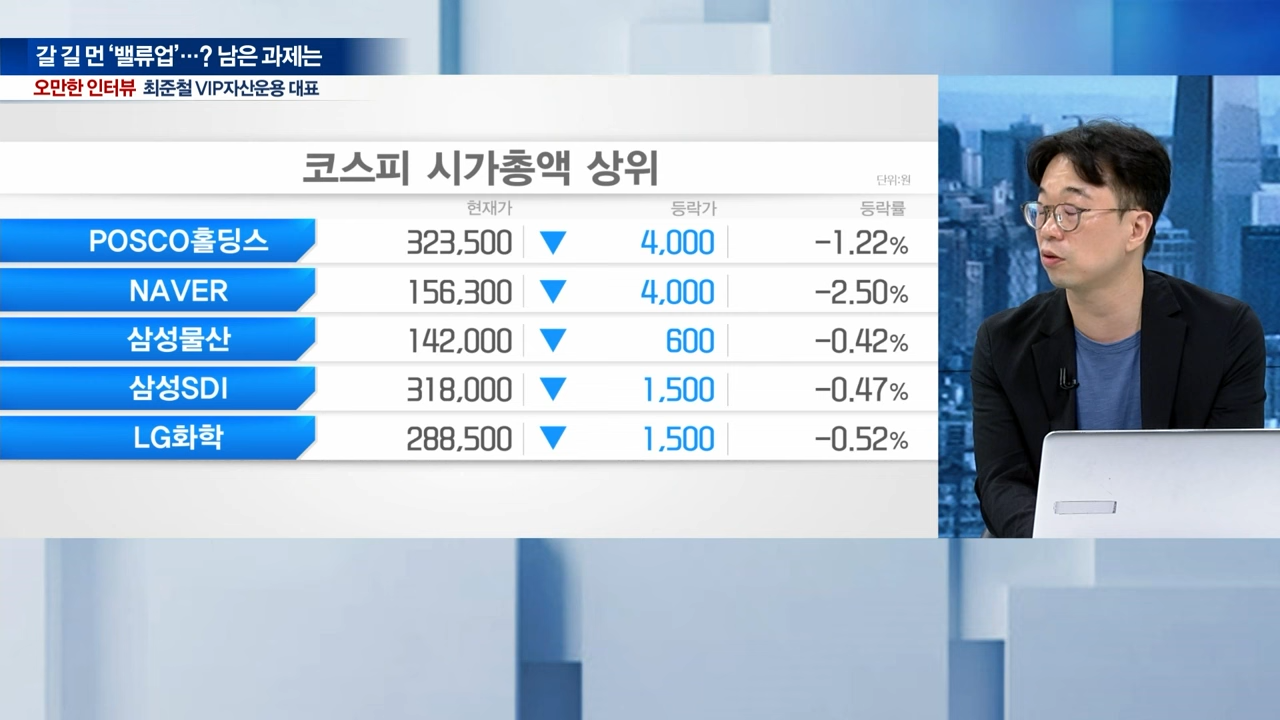 갈 길 먼 ‘밸류업’…? 남은 과제는
오만한 인터뷰 최준철 VIP자산운용 대표
코스피 시가총액 상위
단위:원
현재가 등락가 등락률
POSCO홀딩스 323,500 ▼ 4,000 -1.22%
NAVER 156,300 ▼ 4,000 -2.50%
삼성물산 142,000 ▼ 600 -0.42%
삼성SDI 318,000 ▼ 1,500 -0.47%
LG화학 288,500 ▼ 1,500 -0.52%